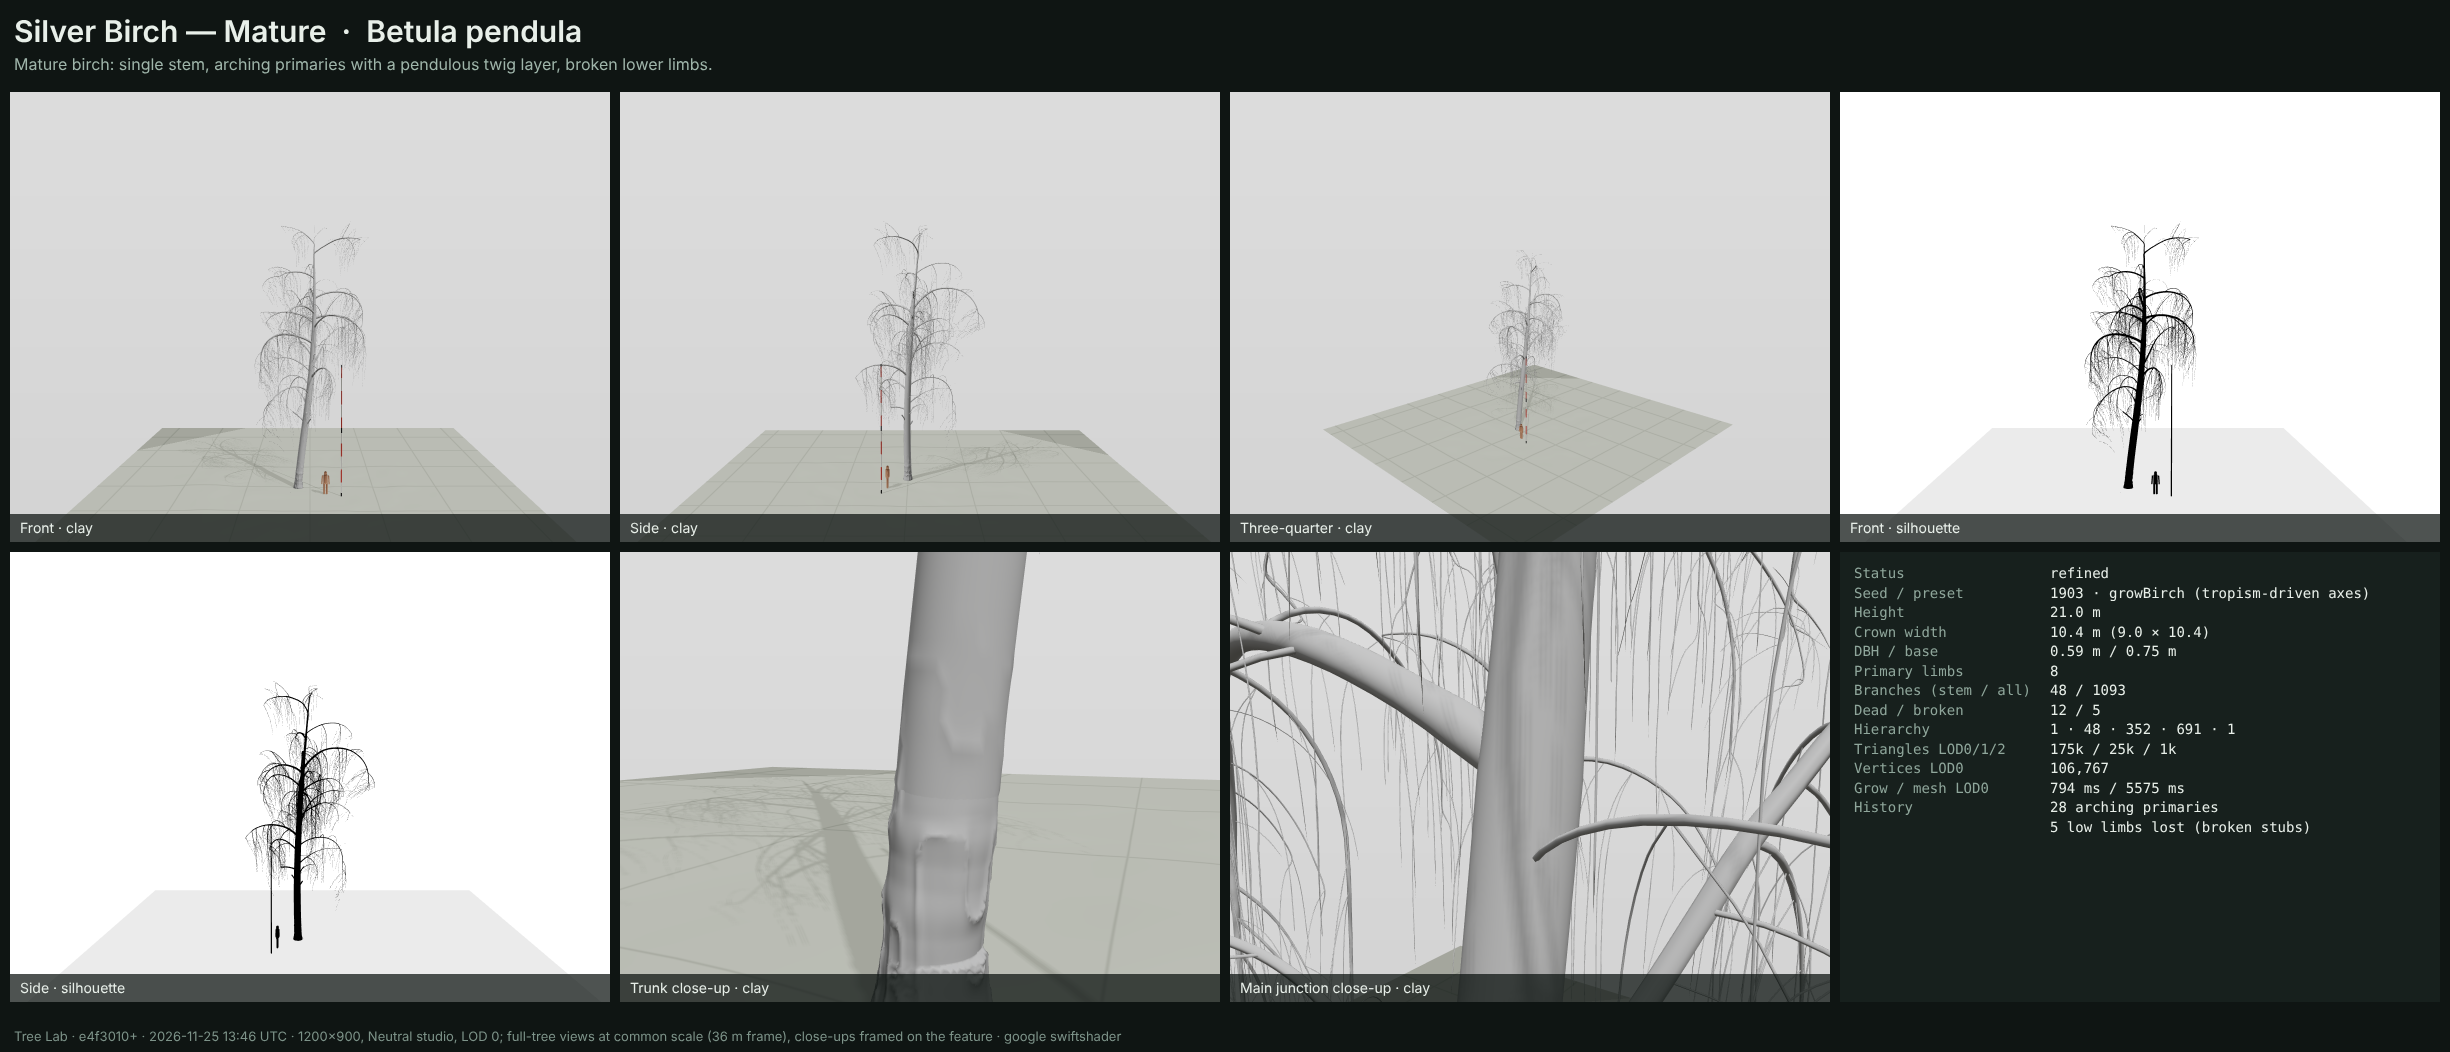 Silver Birch — Mature · Betula pendula
Mature birch: single stem, arching primaries with a pendulous twig layer, broken lower limbs.
Front · clay
Side · clay
Three-quarter · clay
Front · silhouette
Side · silhouette
Trunk close-up · clay
Main junction close-up · clay
Status refined
Seed / preset 1903 · growBirch (tropism-driven axes)
Height 21.0 m
Crown width 10.4 m (9.0 × 10.4)
DBH / base 0.59 m / 0.75 m
Primary limbs 8
Branches (stem / all) 48 / 1093
Dead / broken 12 / 5
Hierarchy 1 · 48 · 352 · 691 · 1
Triangles LOD0/1/2 175k / 25k / 1k
Vertices LOD0 106,767
Grow / mesh LOD0 794 ms / 5575 ms
History 28 arching primaries
5 low limbs lost (broken stubs)
Tree Lab · e4f3010+ · 2026-11-25 13:46 UTC · 1200×900, Neutral studio, LOD 0; full-tree views at common scale (36 m frame), close-ups framed on the feature · google swiftshader